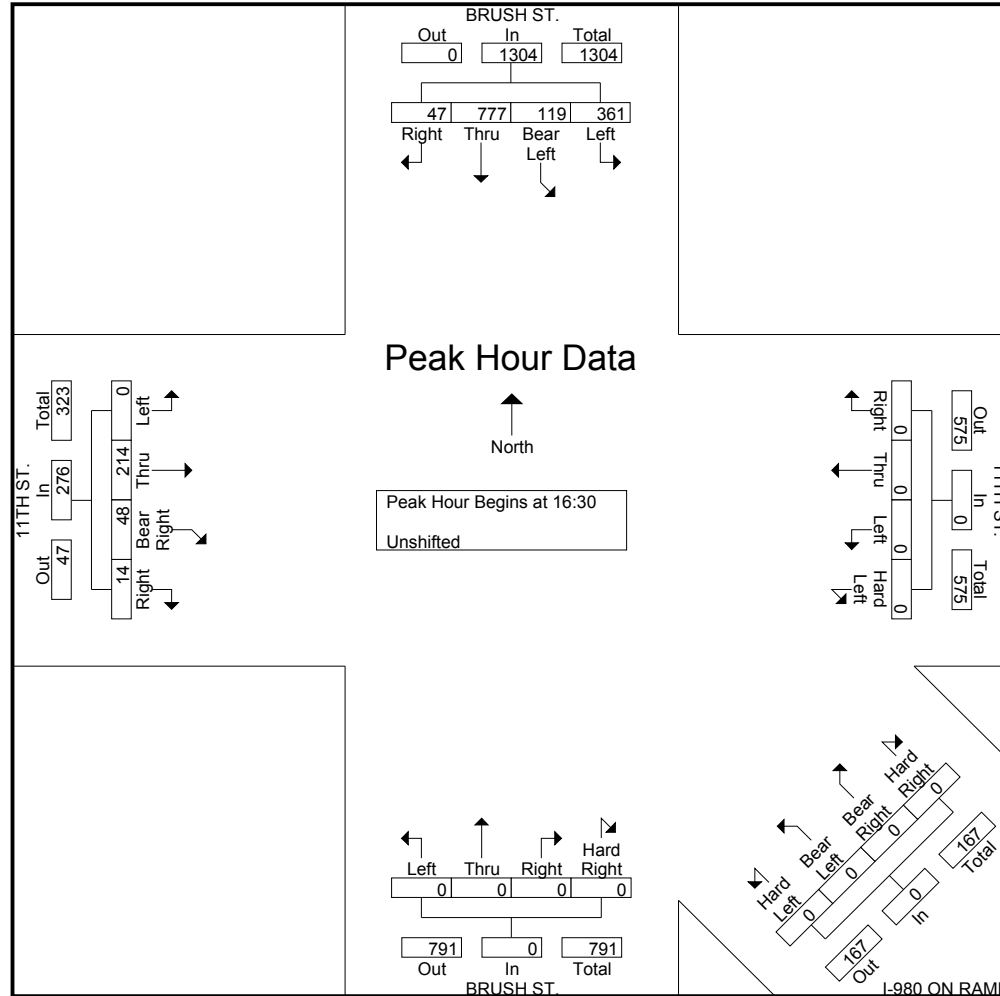 BRUSH ST.
Out In Total
0 1304 1304
47 777 119 361
Right Thru Bear Left Left
Peak Hour Data
North
Peak Hour Begins at 16:30
Unshifted
11TH ST.
Total In Out
323 276 47
0 214 48 14
Left Thru Bear Right Right
Right Thru Left Hard Left
0 0 0 0
Out In Total
575 0 575
Left Thru Right Hard Right
0 0 0 0
791 0 791
Out In Total
BRUSH ST.
Hard Left Bear Left Bear Right Hard Right
0 0 0 0
167 0 167
Out In Total
I-980 ON RAMP